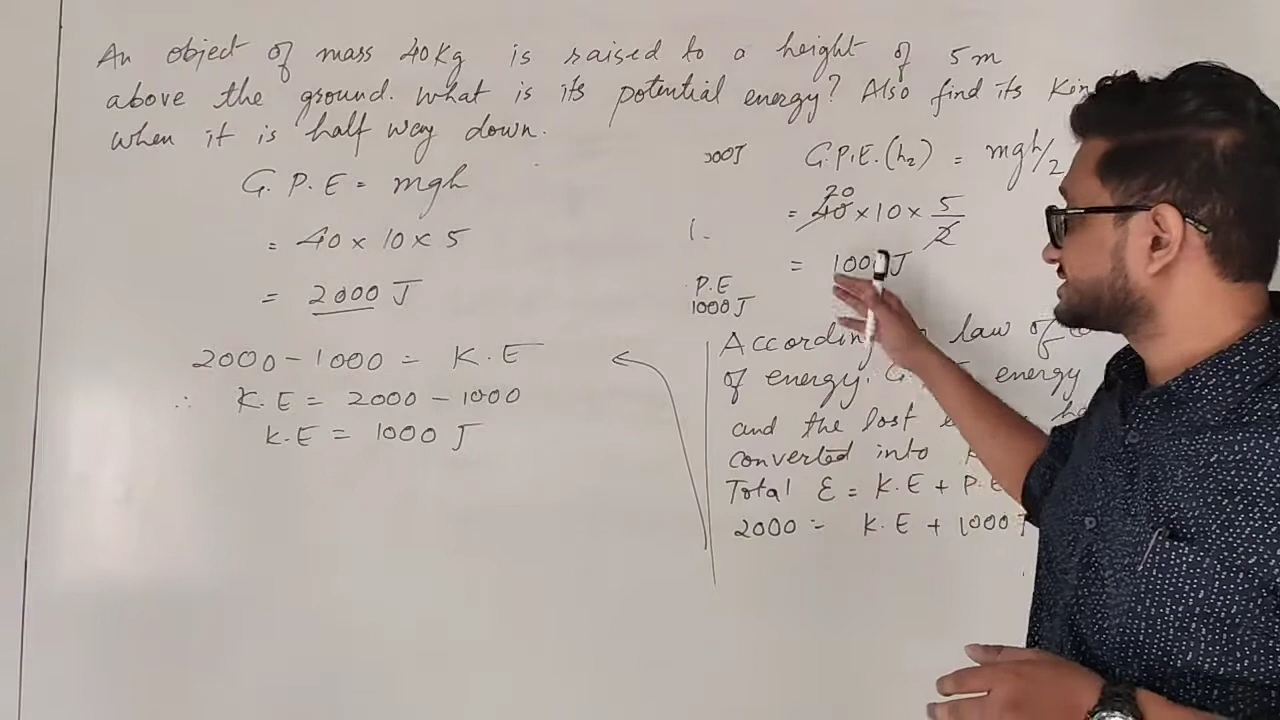 An object of mass 40Kg is raised to a height of 5m
above the ground. What is its potential energy? Also find its
when it is half way down.
G.P.E = mgh
= 40 × 10 × 5
= 2000 J
2000 - 1000 = K.E
∴ K.E = 2000 - 1000
K.E = 1000 J
G.P.E.(h₂) = mgh/2
20
= 40 × 10 × 5/2
= 1000 J
P.E
1000 J
According law of
of energy, energy
and the lost
converted into
Total E = K.E + P.E
2000 = K.E + 1000